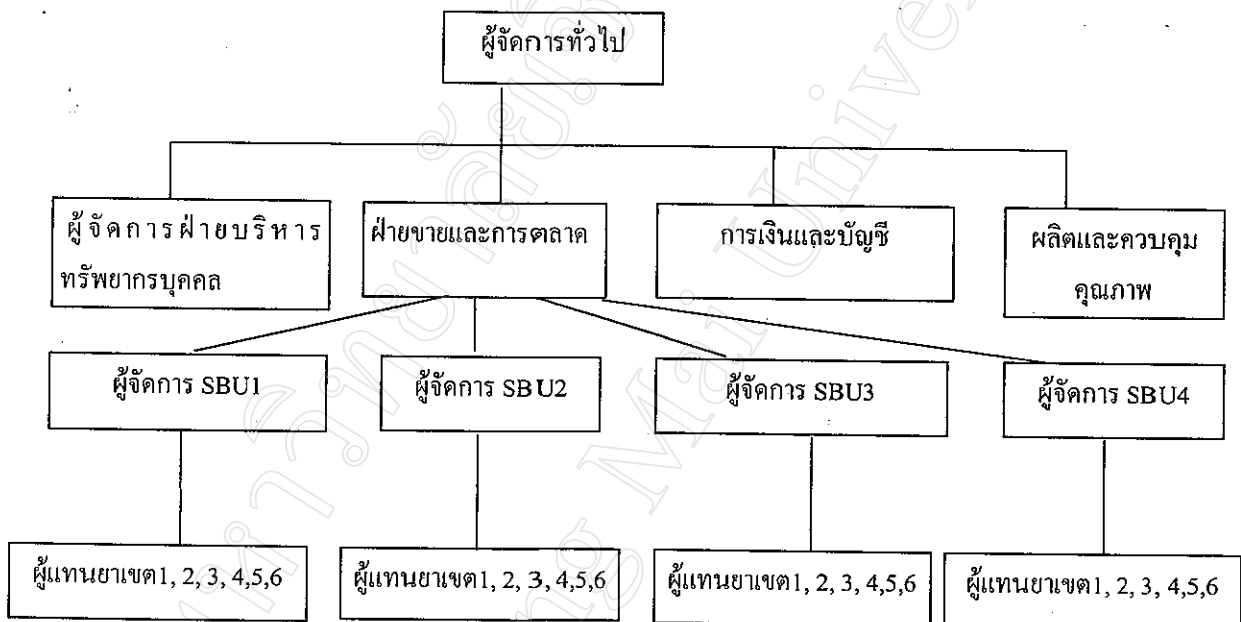 ผู้จัดการทั่วไป
ผู้จัดการฝ่ายบริหาร
ทรัพยากรบุคคล
ฝ่ายขายและการตลาด
การเงินและบัญชี
ผลิตและควบคุม
คุณภาพ
ผู้จัดการ SBU1
ผู้จัดการ SBU2
ผู้จัดการ SBU3
ผู้จัดการ SBU4
ผู้แทนยาเขต1, 2, 3, 4,5,6
ผู้แทนยาเขต1, 2, 3, 4,5,6
ผู้แทนยาเขต1, 2, 3, 4,5,6
ผู้แทนยาเขต1, 2, 3, 4,5,6